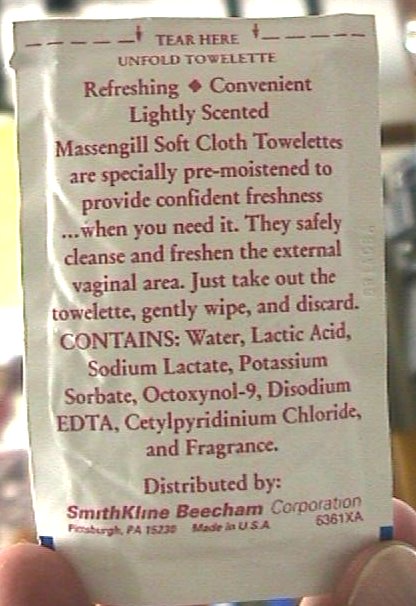 TEAR HERE
UNFOLD TOWELETTE
Refreshing ◆ Convenient
Lightly Scented
Massengill Soft Cloth Towelettes
are specially pre-moistened to
provide confident freshness
...when you need it. They safely
cleanse and freshen the external
vaginal area. Just take out the
towelette, gently wipe, and discard.
CONTAINS: Water, Lactic Acid,
Sodium Lactate, Potassium
Sorbate, Octoxynol-9, Disodium
EDTA, Cetylpyridinium Chloride,
and Fragrance.
Distributed by:
SmithKline Beecham Corporation
Pittsburgh, PA 15230 Made in U.S.A 6361XA